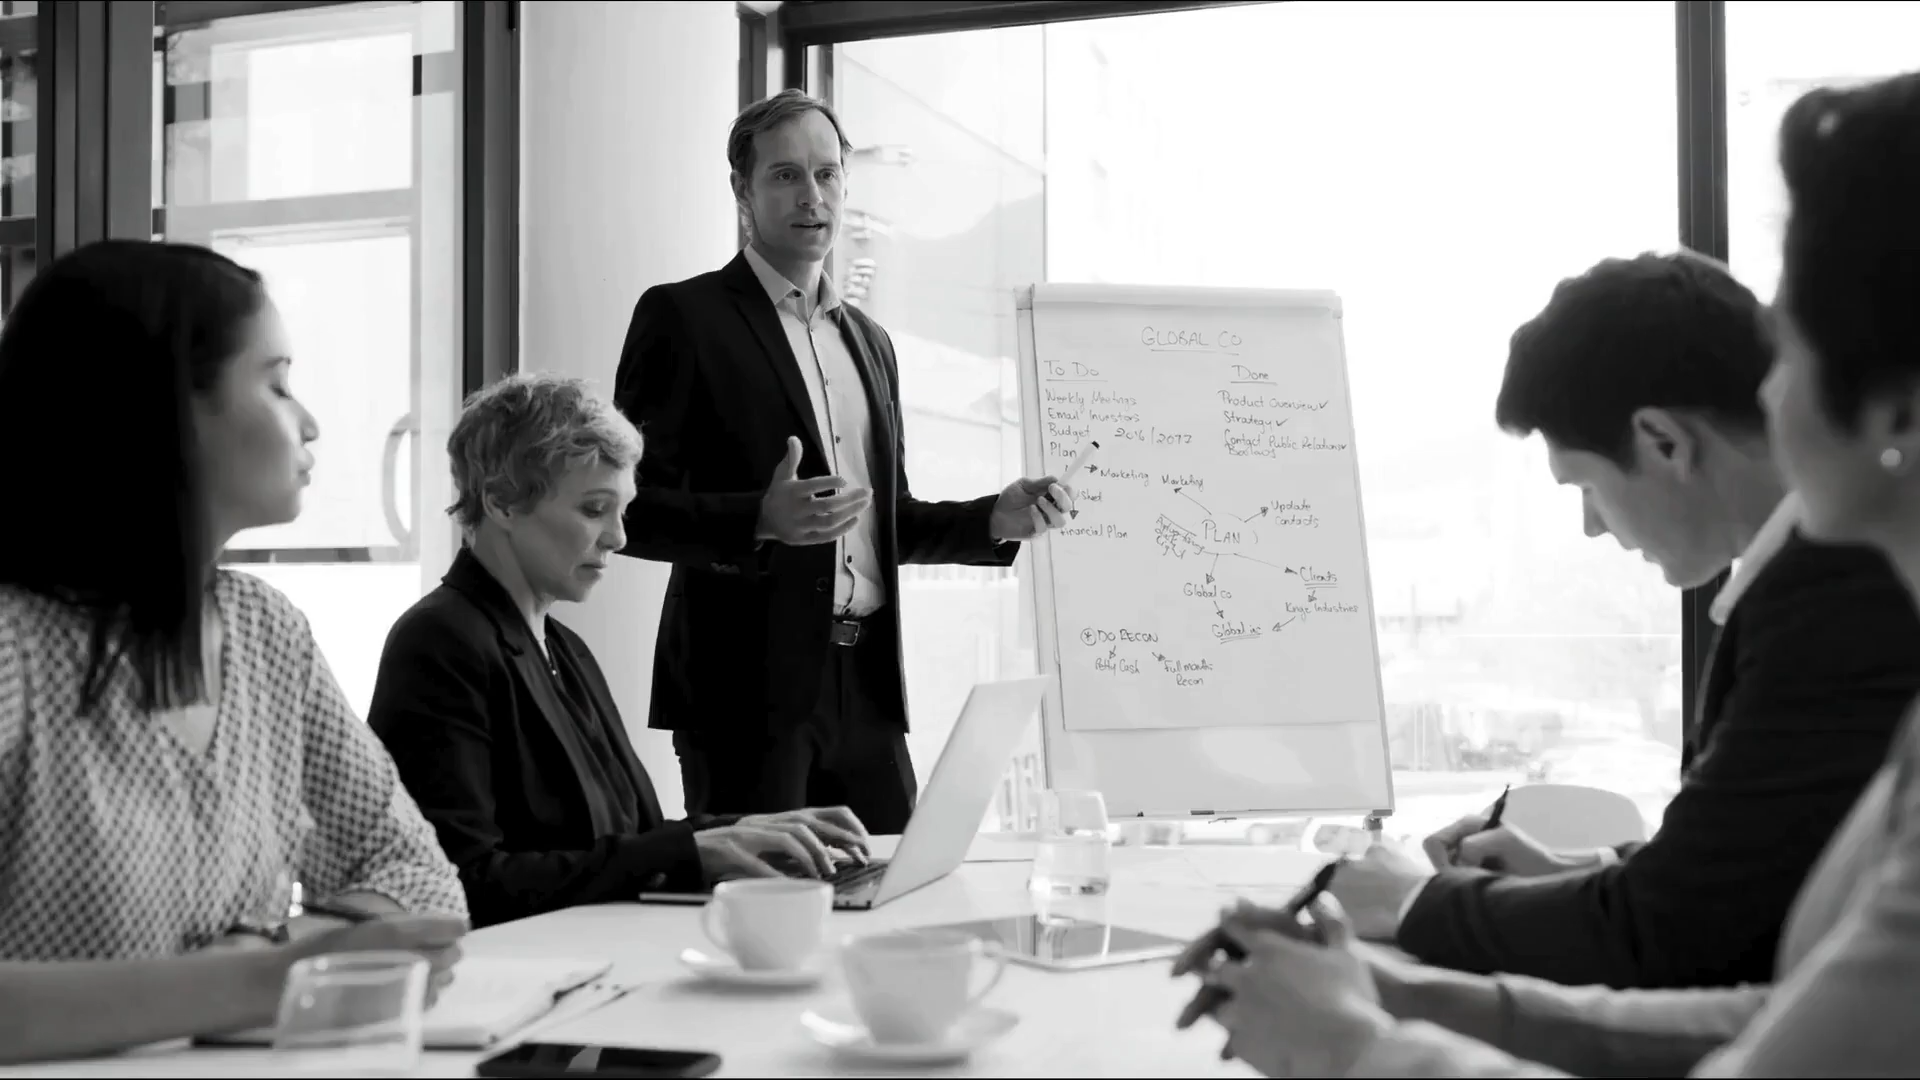 GLOBAL CO
To Do
Weekly Meetings
Email Investors
Budget 2016/2017
Plan
Marketing
Financial Plan
Done
Product Overview ✓
Strategy ✓
Contact Public Relations ✓
Marketing
Update
Contacts
PLAN
Clients
Global co
Global inc
Kingz Industries
* DO RECON
Petty Cash
Full month
Recon